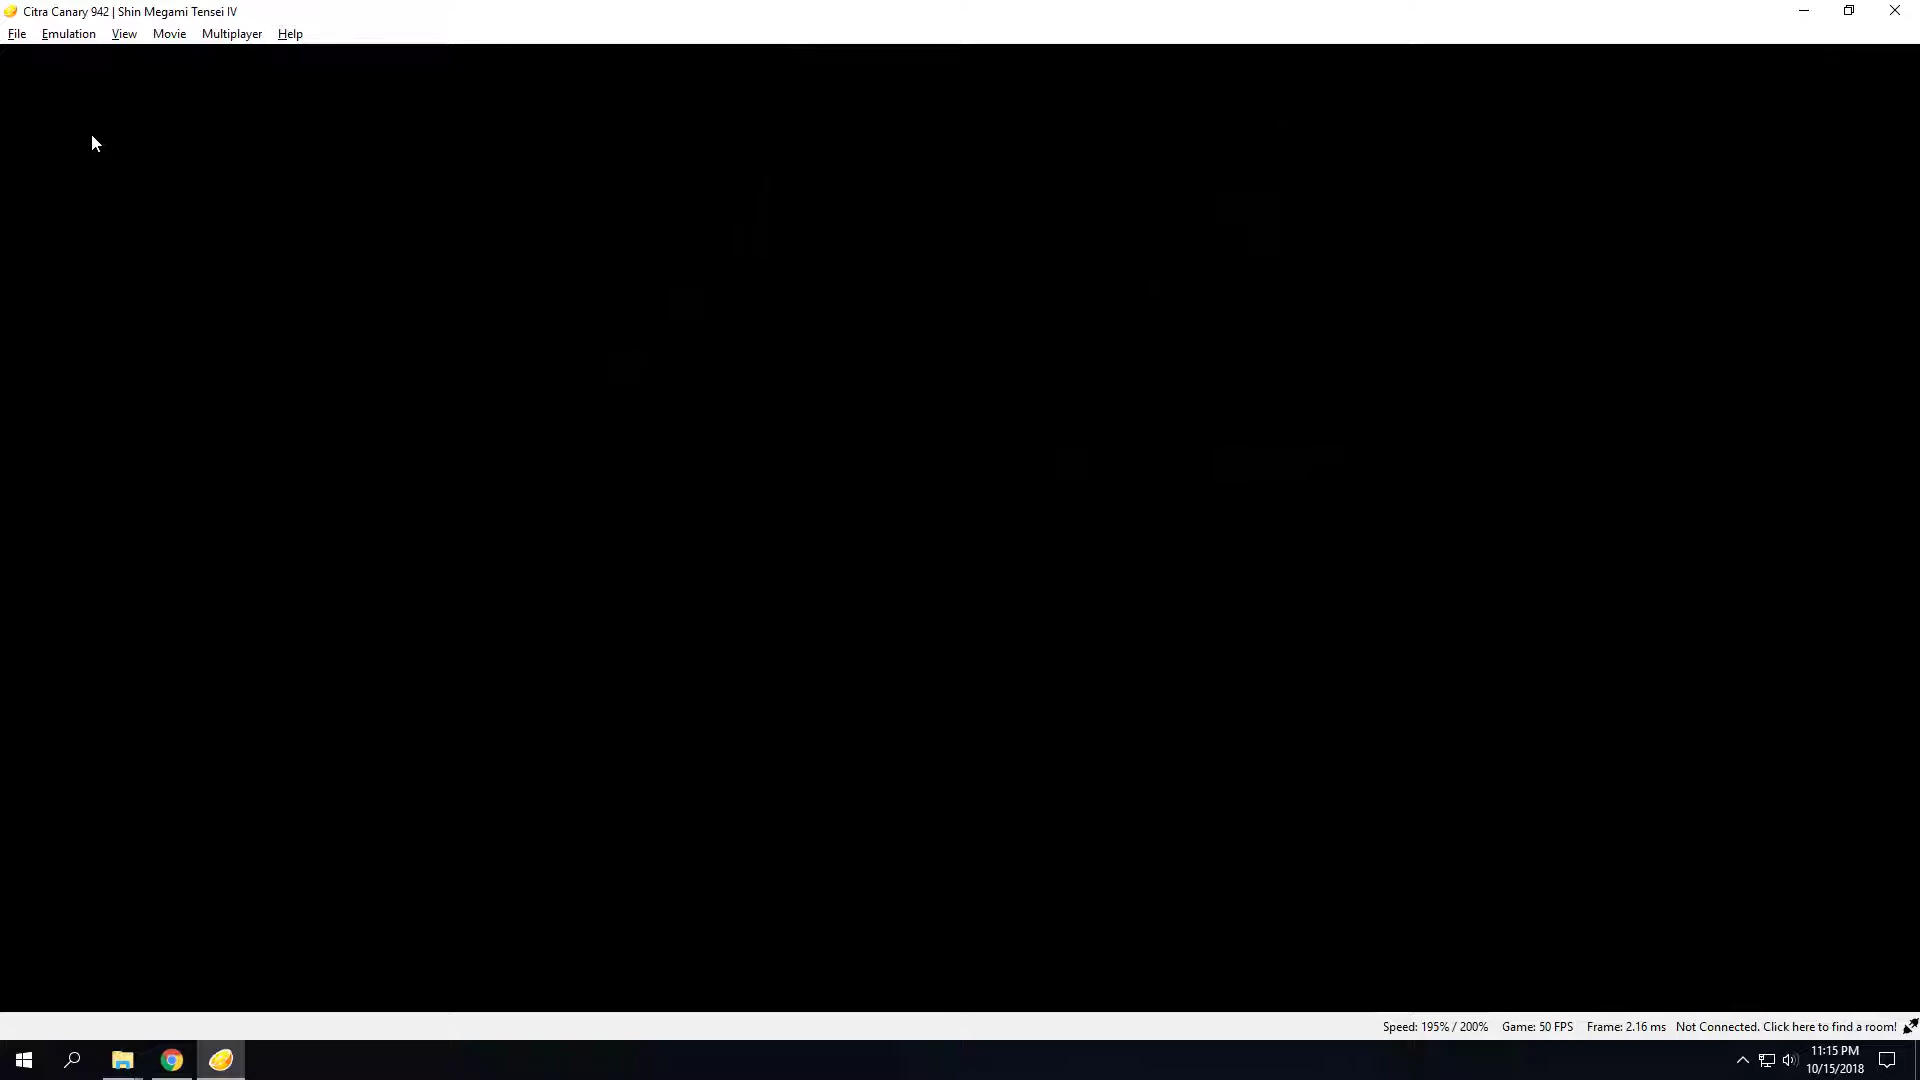 Citra Canary 942 | Shin Megami Tensei IV
File Emulation View Movie Multiplayer Help
Speed: 195% / 200% Game: 50 FPS Frame: 2.16 ms Not Connected. Click here to find a room!
11:15 PM
10/15/2018